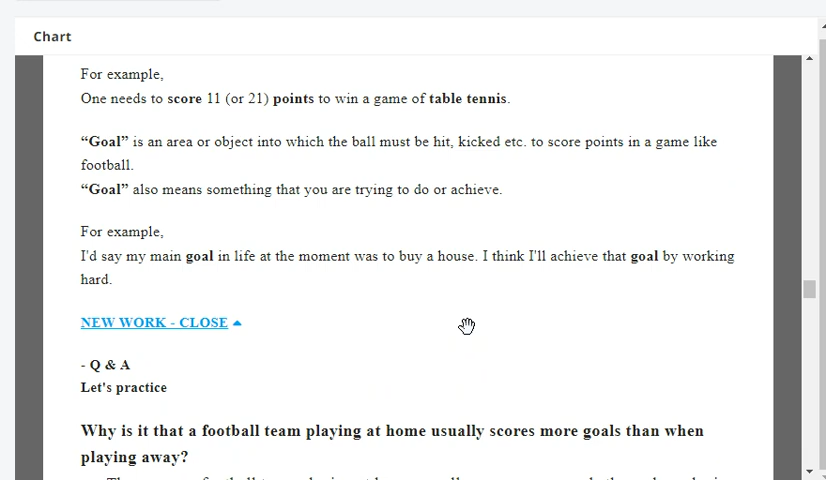 Chart
For example,
One needs to score 11 (or 21) points to win a game of table tennis.
“Goal” is an area or object into which the ball must be hit, kicked etc. to score points in a game like
football.
“Goal” also means something that you are trying to do or achieve.
For example,
I'd say my main goal in life at the moment was to buy a house. I think I'll achieve that goal by working
hard.
NEW WORK - CLOSE
- Q & A
Let's practice
Why is it that a football team playing at home usually scores more goals than when
playing away?